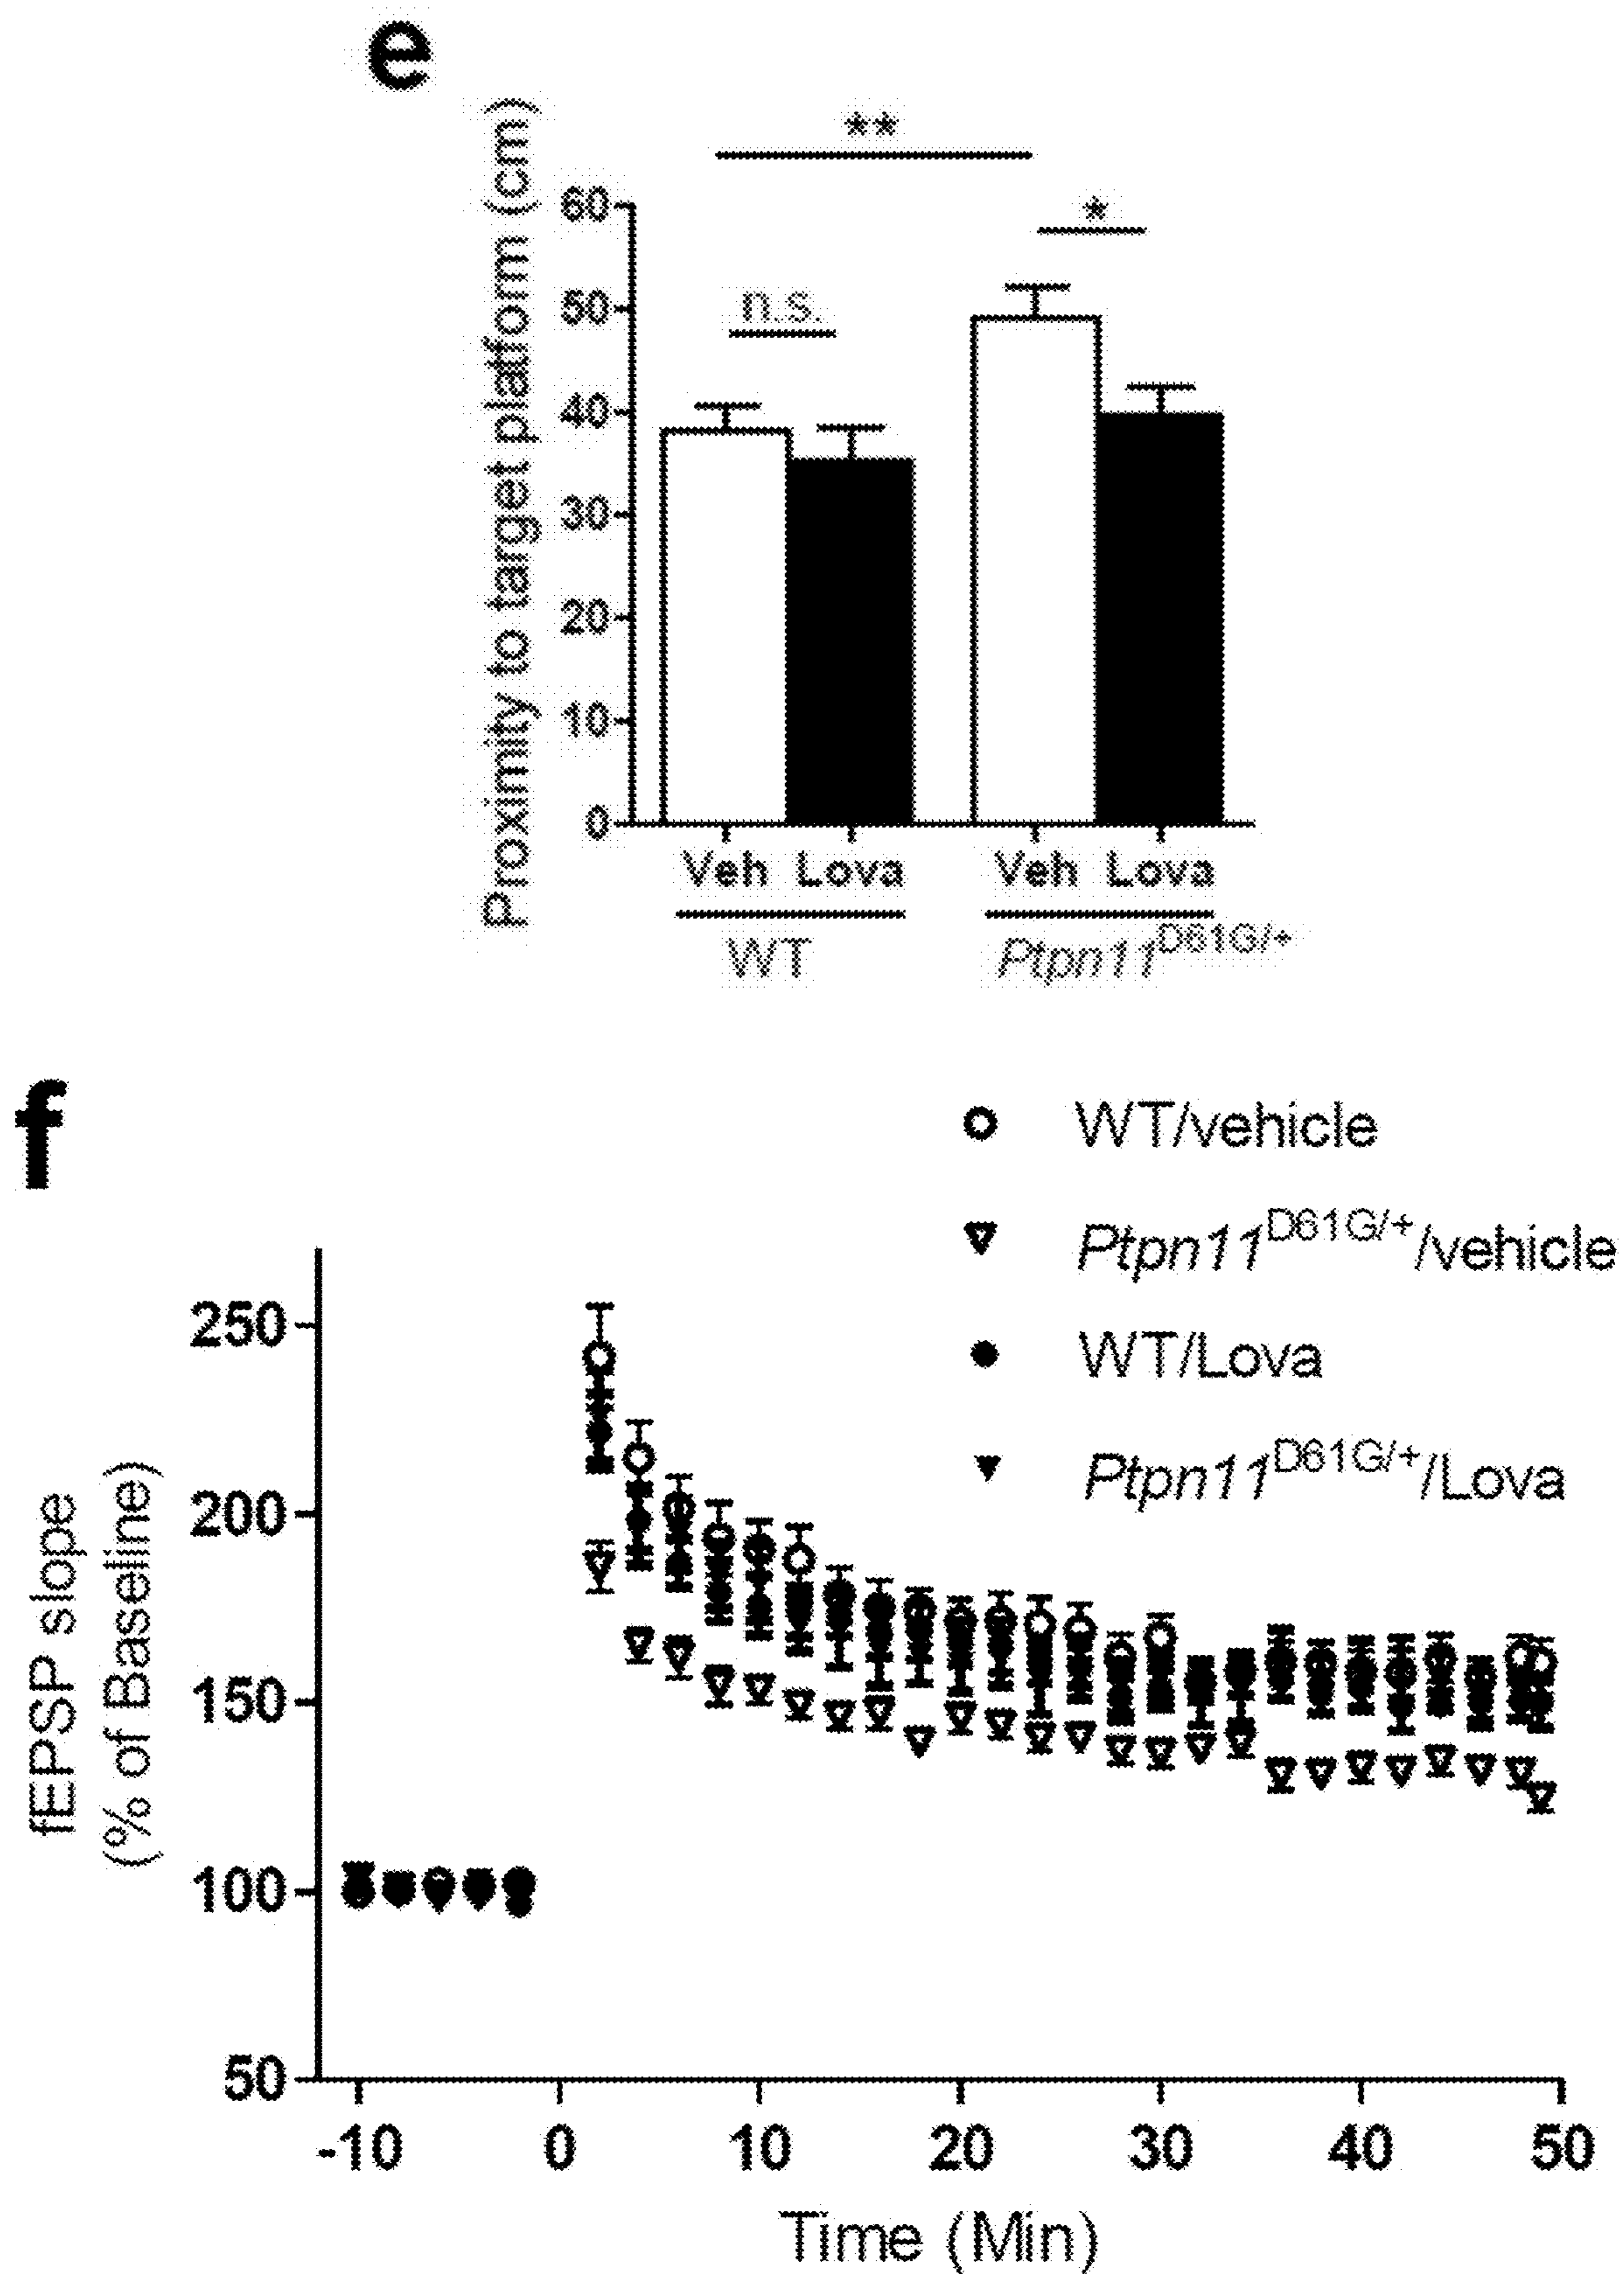 e
Proximity to target platform (cm)
**
*
n.s.
60
50
40
30
20
10
0
Veh Lova Veh Lova
WT Ptpn11D61G/+
f
WT/vehicle
Ptpn11D61G/+/vehicle
WT/Lova
Ptpn11D61G/+/Lova
fEPSP slope
(% of Baseline)
250
200
150
100
50
-10 0 10 20 30 40 50
Time (Min)